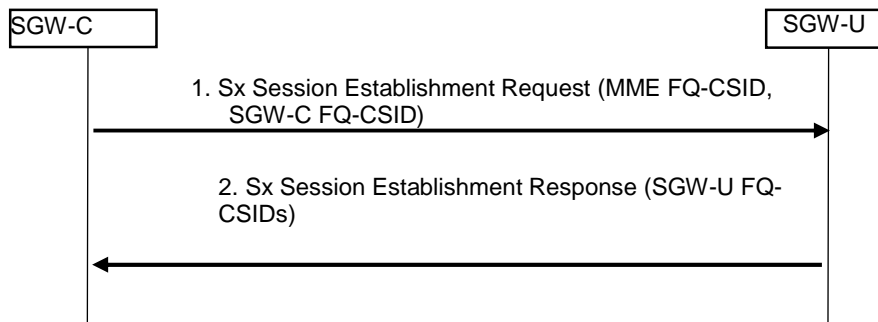 SGW-C
SGW-U
1. Sx Session Establishment Request (MME FQ-CSID,
SGW-C FQ-CSID)
2. Sx Session Establishment Response (SGW-U FQ-
CSIDs)